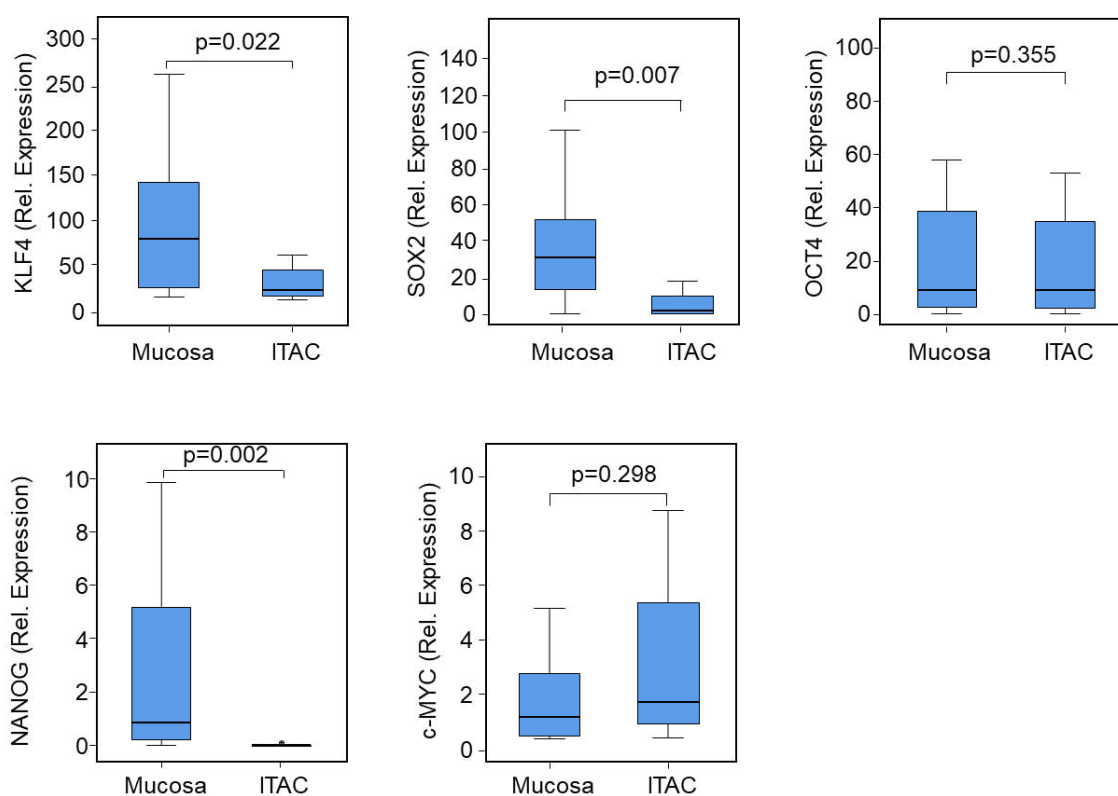 KLF4 (Rel. Expression)
300
250
200
150
100
50
0
p=0.022
Mucosa ITAC
SOX2 (Rel. Expression)
140
120
100
80
60
40
20
0
p=0.007
Mucosa ITAC
OCT4 (Rel. Expression)
100
80
60
40
20
0
p=0.355
Mucosa ITAC
NANOG (Rel. Expression)
10
8
6
4
2
0
p=0.002
Mucosa ITAC
c-MYC (Rel. Expression)
10
8
6
4
2
0
p=0.298
Mucosa ITAC